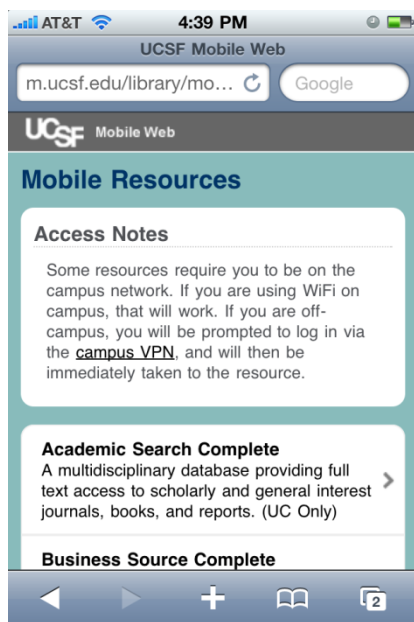 AT&T 4:39 PM
UCSF Mobile Web
m.ucsf.edu/library/mo... Google
UCSF Mobile Web
Mobile Resources
Access Notes
Some resources require you to be on the
campus network. If you are using WiFi on
campus, that will work. If you are off-
campus, you will be prompted to log in via
the campus VPN, and will then be
immediately taken to the resource.
Academic Search Complete
A multidisciplinary database providing full
text access to scholarly and general interest
journals, books, and reports. (UC Only)
Business Source Complete
2